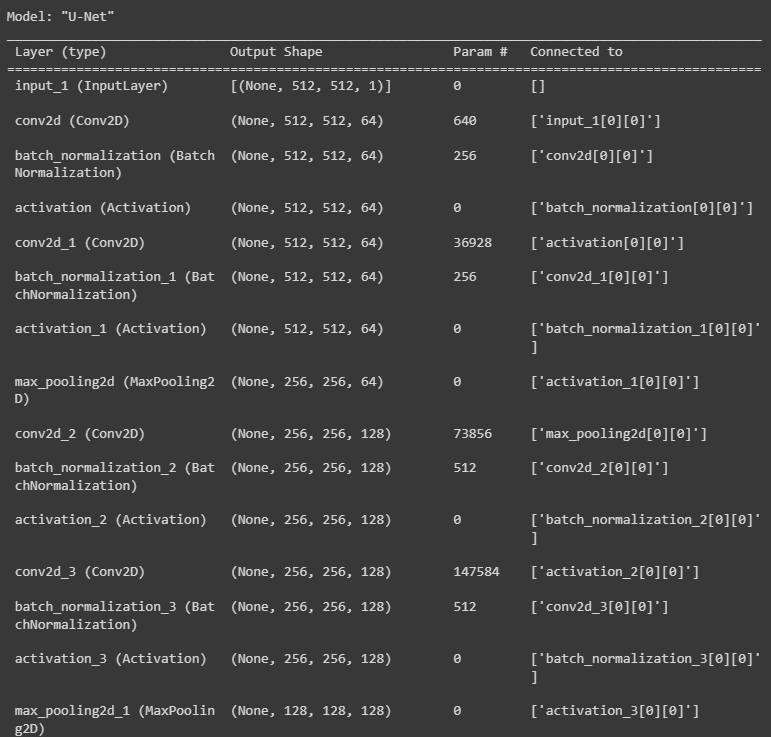 Model: "U-Net"
Layer (type) Output Shape Param # Connected to
input_1 (InputLayer) [(None, 512, 512, 1)] 0 []
conv2d (Conv2D) (None, 512, 512, 64) 640 ['input_1[0][0]']
batch_normalization (Batch (None, 512, 512, 64) 256 ['conv2d[0][0]']
Normalization)
activation (Activation) (None, 512, 512, 64) 0 ['batch_normalization[0][0]']
conv2d_1 (Conv2D) (None, 512, 512, 64) 36928 ['activation[0][0]']
batch_normalization_1 (Bat (None, 512, 512, 64) 256 ['conv2d_1[0][0]']
chNormalization)
activation_1 (Activation) (None, 512, 512, 64) 0 ['batch_normalization_1[0][0]'
]
max_pooling2d (MaxPooling2 (None, 256, 256, 64) 0 ['activation_1[0][0]']
D)
conv2d_2 (Conv2D) (None, 256, 256, 128) 73856 ['max_pooling2d[0][0]']
batch_normalization_2 (Bat (None, 256, 256, 128) 512 ['conv2d_2[0][0]']
chNormalization)
activation_2 (Activation) (None, 256, 256, 128) 0 ['batch_normalization_2[0][0]'
]
conv2d_3 (Conv2D) (None, 256, 256, 128) 147584 ['activation_2[0][0]']
batch_normalization_3 (Bat (None, 256, 256, 128) 512 ['conv2d_3[0][0]']
chNormalization)
activation_3 (Activation) (None, 256, 256, 128) 0 ['batch_normalization_3[0][0]'
]
max_pooling2d_1 (MaxPoolin (None, 128, 128, 128) 0 ['activation_3[0][0]']
g2D)